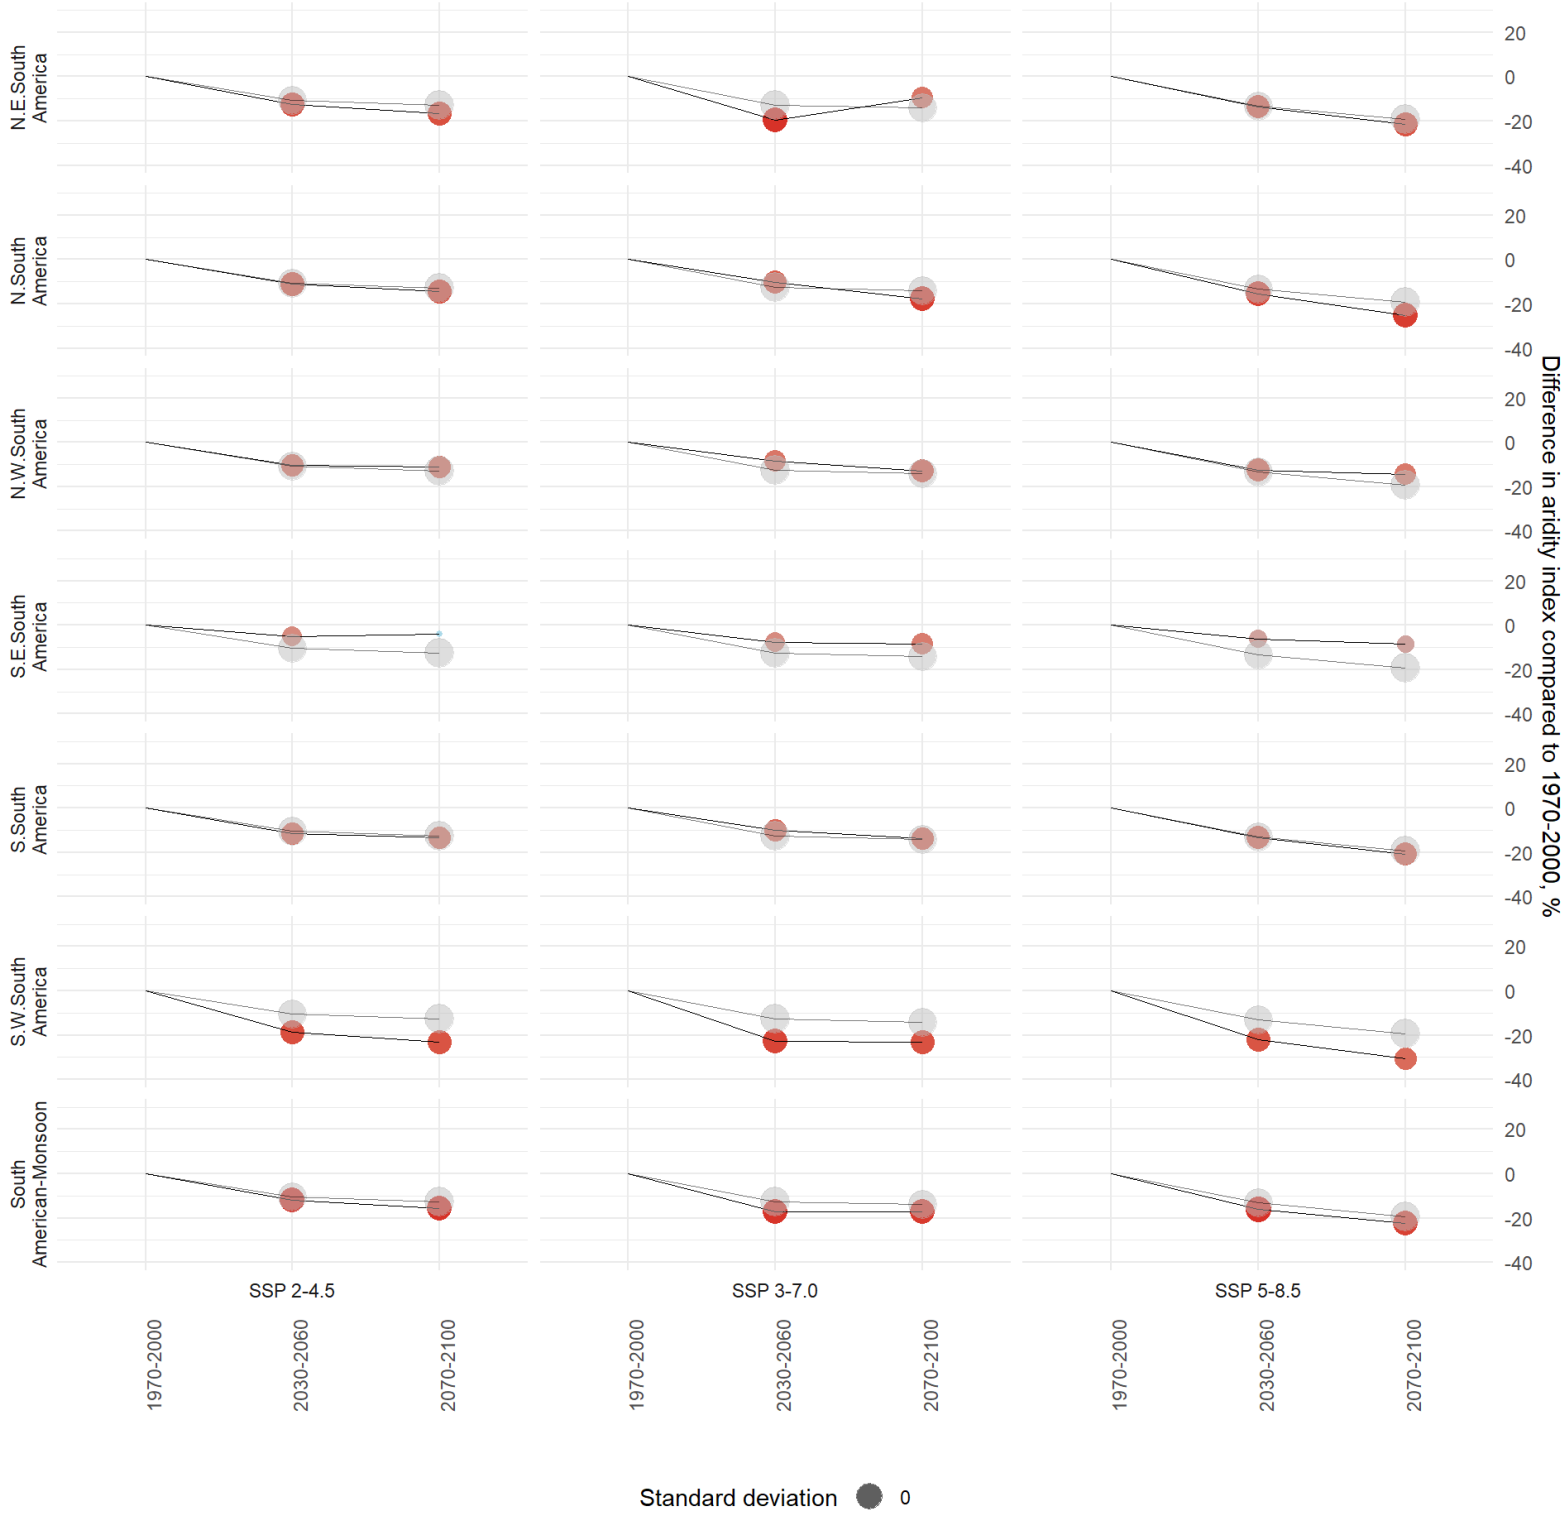 N.E.South
America
20
0
-20
-40
N.South
America
20
0
-20
-40
N.W.South
America
20
0
-20
-40
S.E.South
America
20
0
-20
-40
S.South
America
20
0
-20
-40
S.W.South
America
20
0
-20
-40
South
American-Monsoon
20
0
-20
-40
Difference in aridity index compared to 1970-2000, %
SSP 2-4.5
SSP 3-7.0
SSP 5-8.5
1970-2000
2030-2060
2070-2100
1970-2000
2030-2060
2070-2100
1970-2000
2030-2060
2070-2100
Standard deviation 0